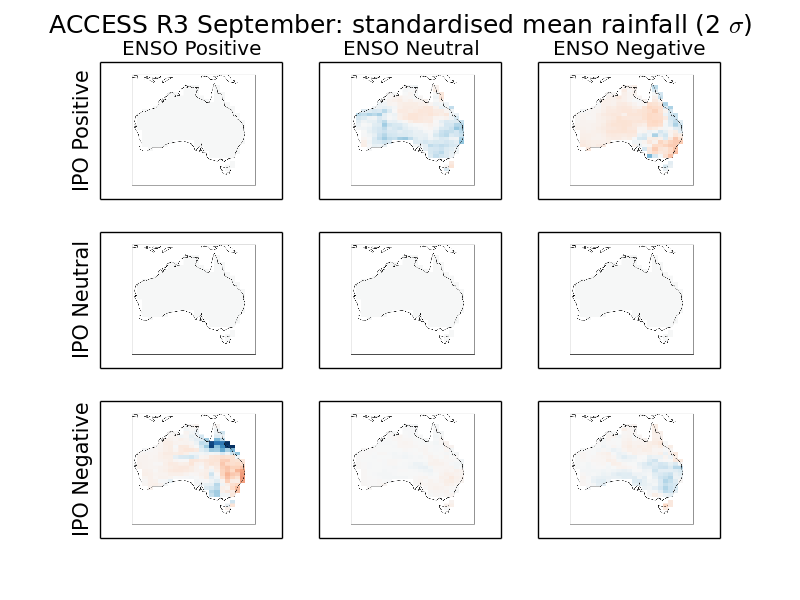 ACCESS R3 September: standardised mean rainfall (2 σ)
ENSO Positive ENSO Neutral ENSO Negative
IPO Positive
IPO Neutral
IPO Negative